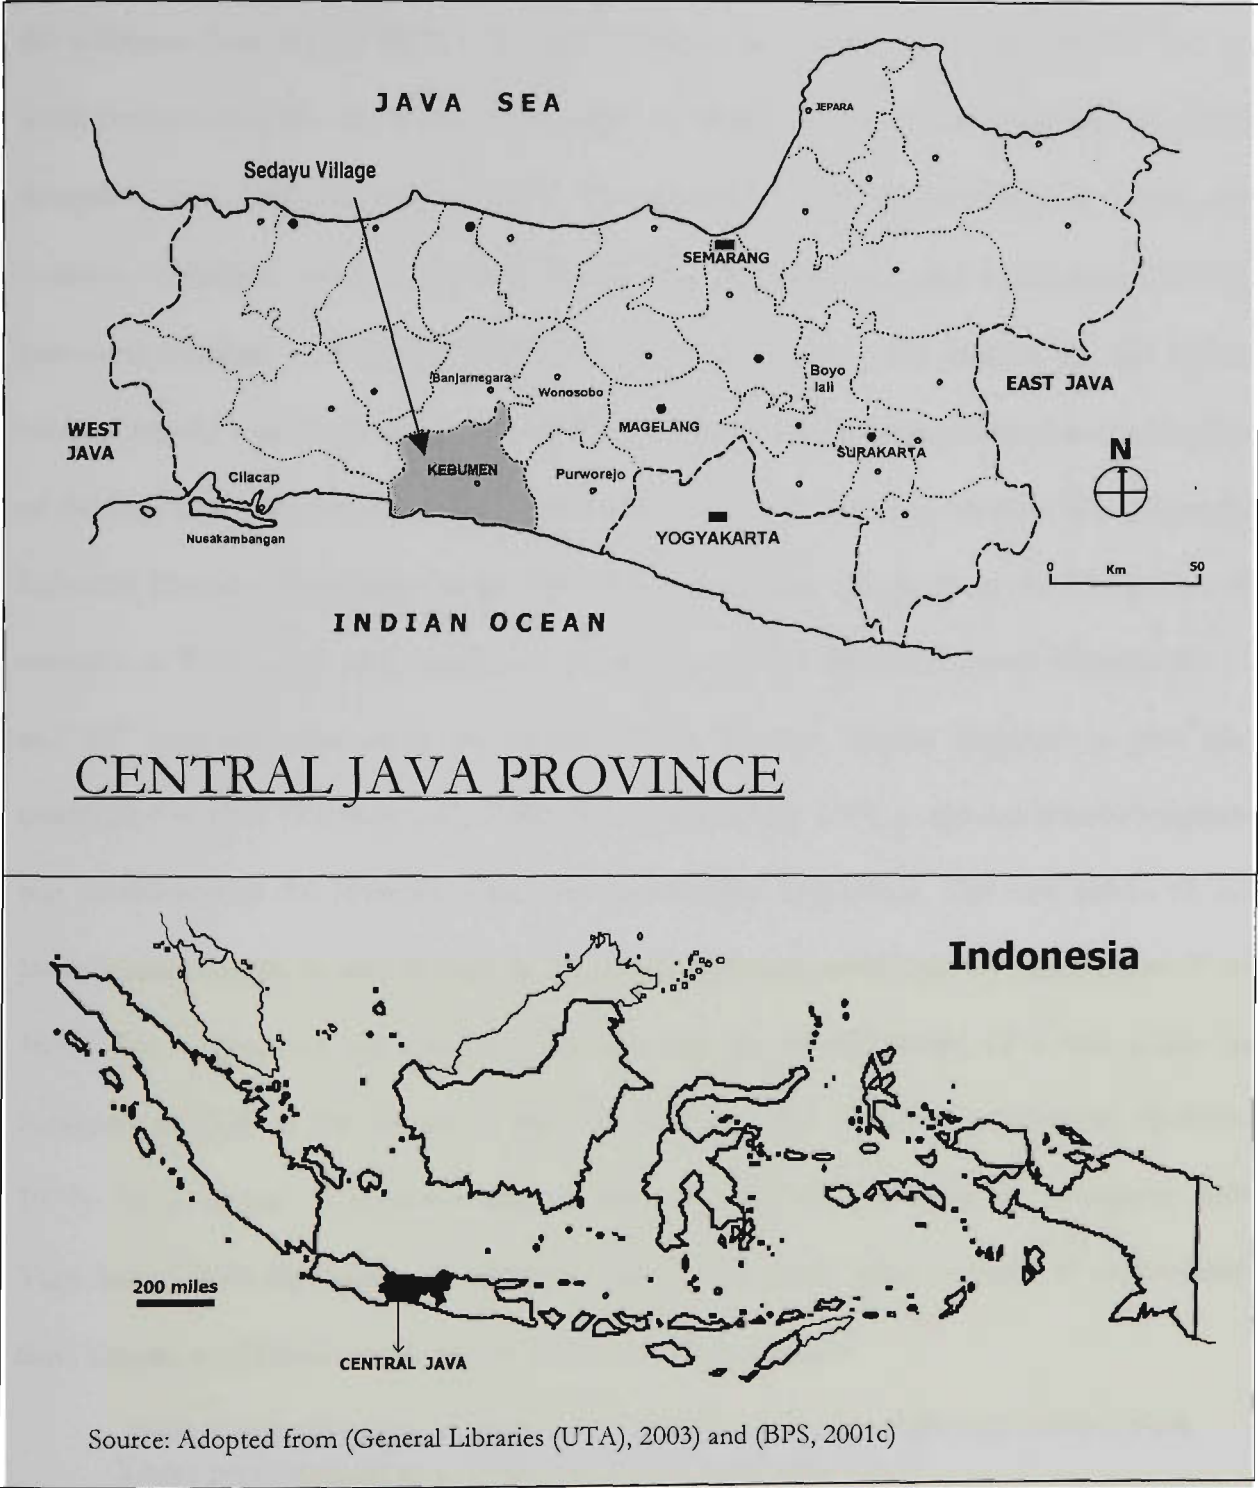 JAVA SEA
JEPARA
Sedayu Village
SEMARANG
Banjarnegara
Wonosobo
Boyo
lali
EAST JAVA
WEST
JAVA
MAGELANG
SURAKARTA
N
Cilacap
KEBUMEN
Purworejo
Nusakambangan
YOGYAKARTA
0 Km 50
INDIAN OCEAN
CENTRAL JAVA PROVINCE
Indonesia
200 miles
CENTRAL JAVA
Source: Adopted from (General Libraries (UTA), 2003) and (BPS, 2001c)